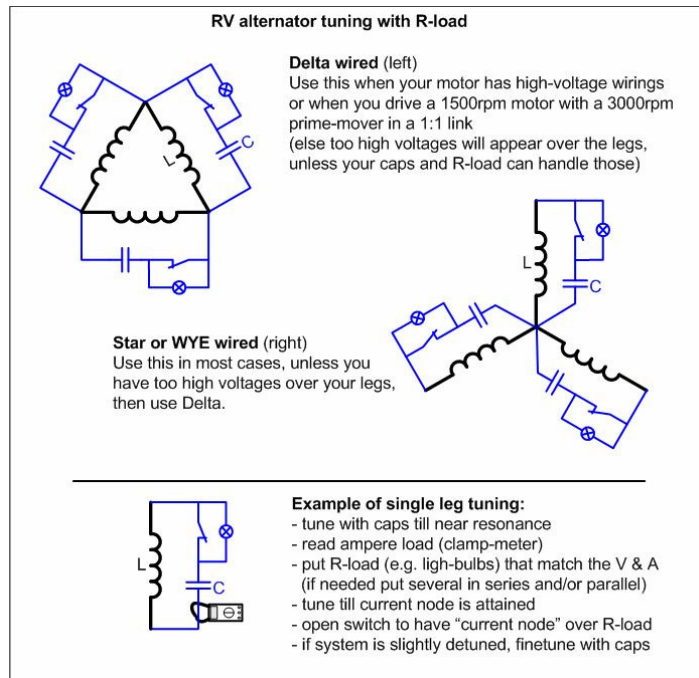 RV alternator tuning with R-load
Delta wired (left)
Use this when your motor has high-voltage wirings
or when you drive a 1500rpm motor with a 3000rpm
prime-mover in a 1:1 link
(else too high voltages will appear over the legs,
unless your caps and R-load can handle those)
L
C
L
C
Star or WYE wired (right)
Use this in most cases, unless you
have too high voltages over your legs,
then use Delta.
Example of single leg tuning:
- tune with caps till near resonance
- read ampere load (clamp-meter)
- put R-load (e.g. ligh-bulbs) that match the V & A
(if needed put several in series and/or parallel)
- tune till current node is attained
- open switch to have “current node” over R-load
- if system is slightly detuned, finetune with caps
L
C